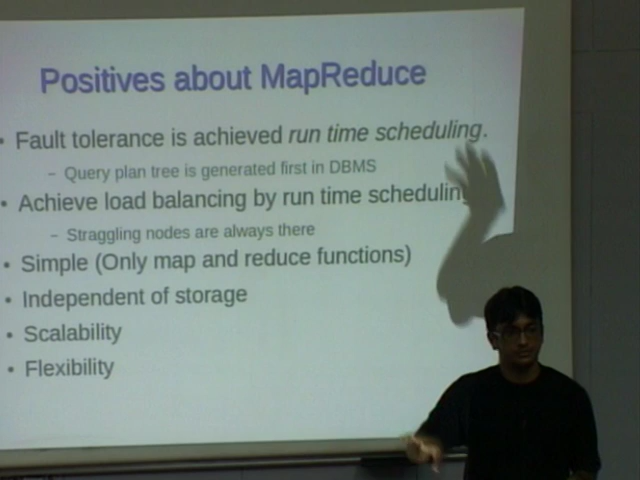 Positives about MapReduce
• Fault tolerance is achieved run time scheduling.
– Query plan tree is generated first in DBMS
• Achieve load balancing by run time scheduling
– Straggling nodes are always there
• Simple (Only map and reduce functions)
• Independent of storage
• Scalability
• Flexibility